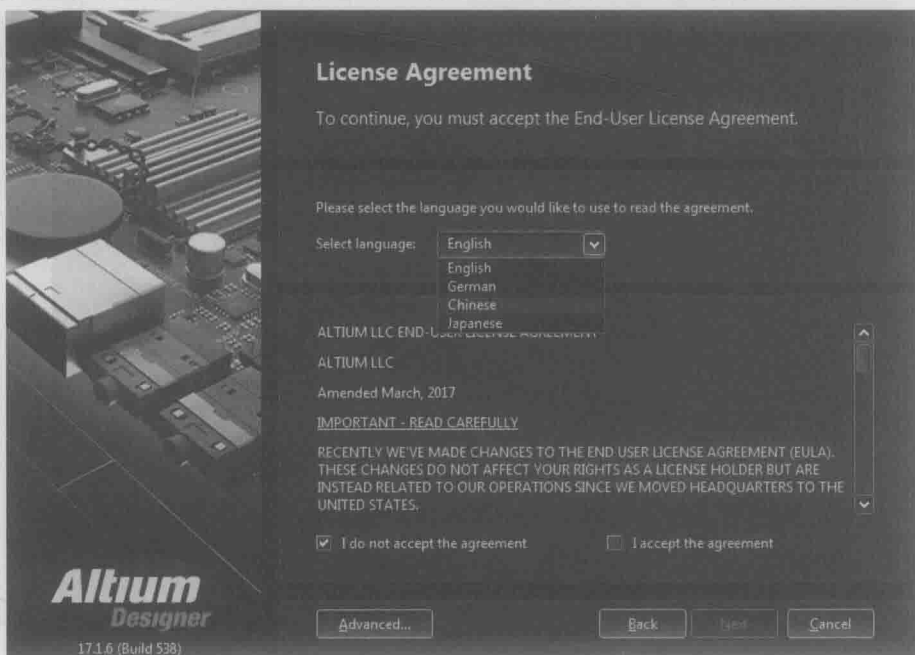 License Agreement
To continue, you must accept the End-User License Agreement.
Please select the language you would like to use to read the agreement.
Select language:
English
English
German
Chinese
Japanese
ALTIUM LLC END-USER LICENSE AGREEMENT
ALTIUM LLC
Amended March, 2017
IMPORTANT - READ CAREFULLY
RECENTLY WE'VE MADE CHANGES TO THE END USER LICENSE AGREEMENT (EULA).
THESE CHANGES DO NOT AFFECT YOUR RIGHTS AS A LICENSE HOLDER BUT ARE
INSTEAD RELATED TO OUR OPERATIONS SINCE WE MOVED HEADQUARTERS TO THE
UNITED STATES.
I do not accept the agreement
I accept the agreement
Altium
Designer
17.1.6 (Build 538)
Advanced...
Back
Next
Cancel